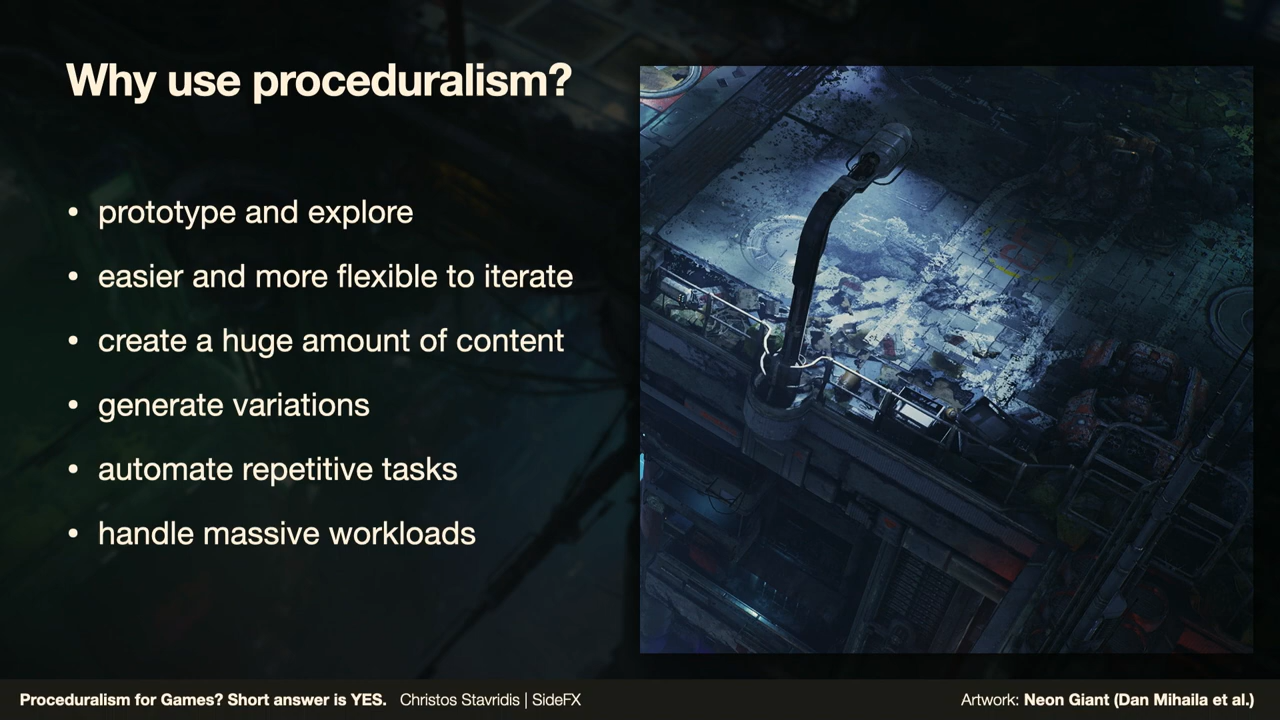 Why use proceduralism?
• prototype and explore
• easier and more flexible to iterate
• create a huge amount of content
• generate variations
• automate repetitive tasks
• handle massive workloads
Proceduralism for Games? Short answer is YES. Christos Stavridis | SideFX
Artwork: Neon Giant (Dan Mihaila et al.)